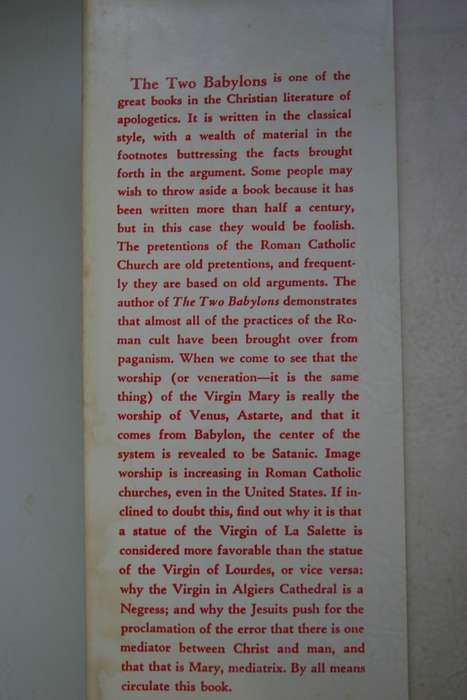 The Two Babylons is one of the
great books in the Christian literature of
apologetics. It is written in the classical
style, with a wealth of material in the
footnotes buttressing the facts brought
forth in the argument. Some people may
wish to throw aside a book because it has
been written more than half a century,
but in this case they would be foolish.
The pretentions of the Roman Catholic
Church are old pretentions, and frequent-
ly they are based on old arguments. The
author of The Two Babylons demonstrates
that almost all of the practices of the Ro-
man cult have been brought over from
paganism. When we come to see that the
worship (or veneration—it is the same
thing) of the Virgin Mary is really the
worship of Venus, Astarte, and that it
comes from Babylon, the center of the
system is revealed to be Satanic. Image
worship is increasing in Roman Catholic
churches, even in the United States. If in-
clined to doubt this, find out why it is that
a statue of the Virgin of La Salette is
considered more favorable than the statue
of the Virgin of Lourdes, or vice versa:
why the Virgin in Algiers Cathedral is a
Negress; and why the Jesuits push for the
proclamation of the error that there is one
mediator between Christ and man, and
that that is Mary, mediatrix. By all means
circulate this book.